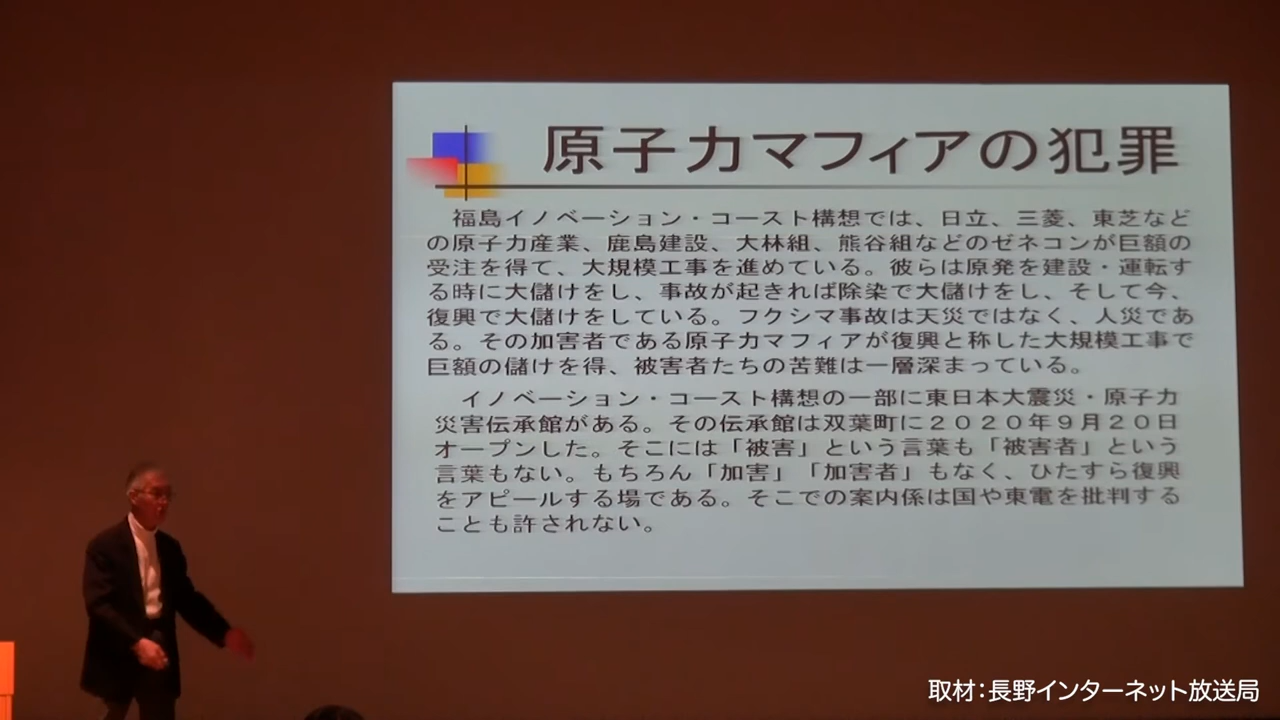 原子力マフィアの犯罪
福島イノベーション・コースト構想では、日立、三菱、東芝など
の原子力産業、鹿島建設、大林組、熊谷組などのゼネコンが巨額の
受注を得て、大規模工事を進めている。彼らは原発を建設・運転す
る時に大儲けをし、事故が起きれば除染で大儲けをし、そして今、
復興で大儲けをしている。フクシマ事故は天災ではなく、人災であ
る。その加害者である原子力マフィアが復興と称した大規模工事で
巨額の儲けを得、被害者たちの苦難は一層深まっている。
イノベーション・コースト構想の一部に東日本大震災・原子力
災害伝承館がある。その伝承館は双葉町に２０２０年９月２０日
オープンした。そこには「被害」という言葉も「被害者」という
言葉もない。もちろん「加害」「加害者」もなく、ひたすら復興
をアピールする場である。そこでの案内係は国や東電を批判する
ことも許されない。
取材：長野インターネット放送局